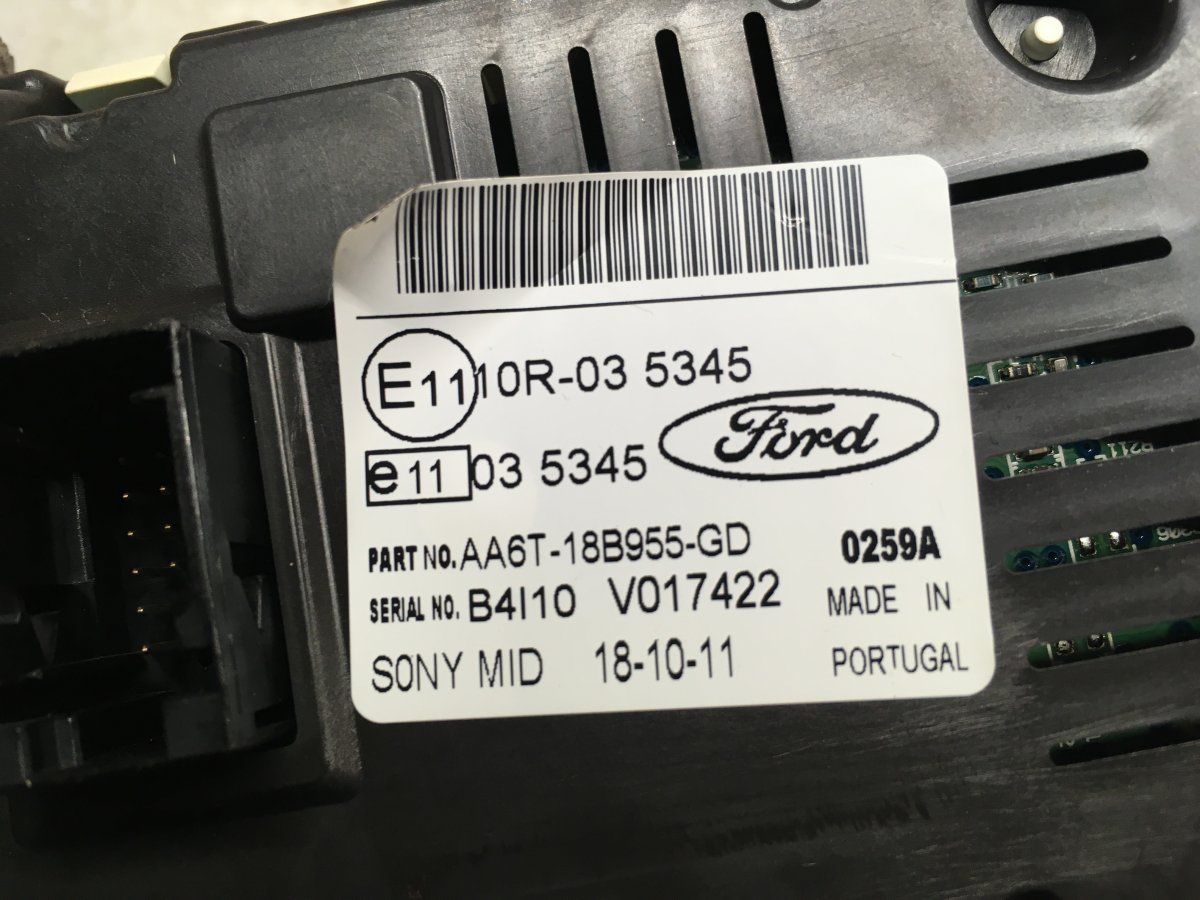 E11 10R-03 5345
e11 03 5345
Ford
PART NO. AA6T-18B955-GD 0259A
SERIAL NO. B4I10 V017422 MADE IN
SONY MID 18-10-11 PORTUGAL
R211